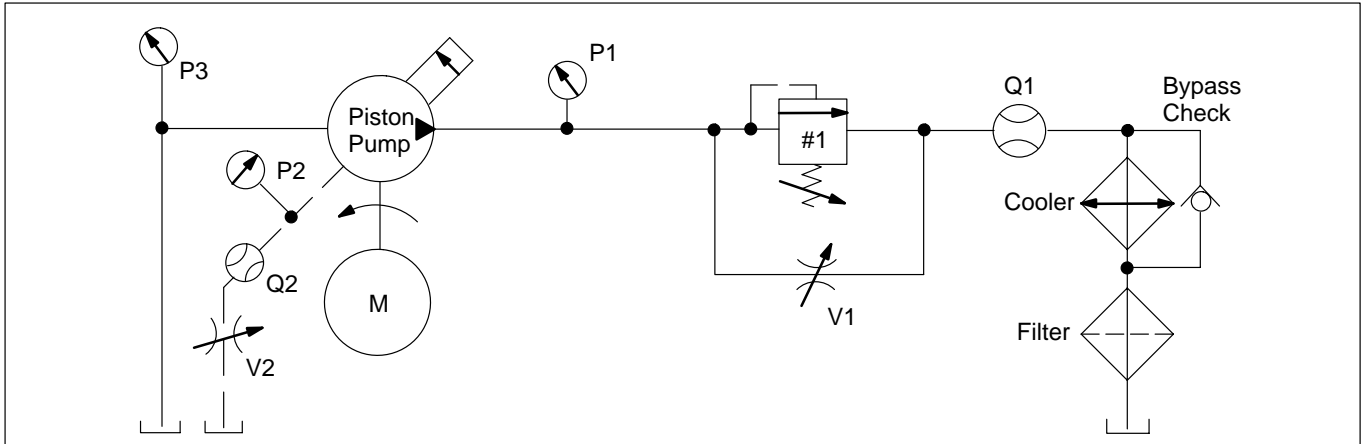 P3
Piston
Pump
P2
Q2
V2
M
P1
#1
V1
Q1
Bypass
Check
Cooler
Filter